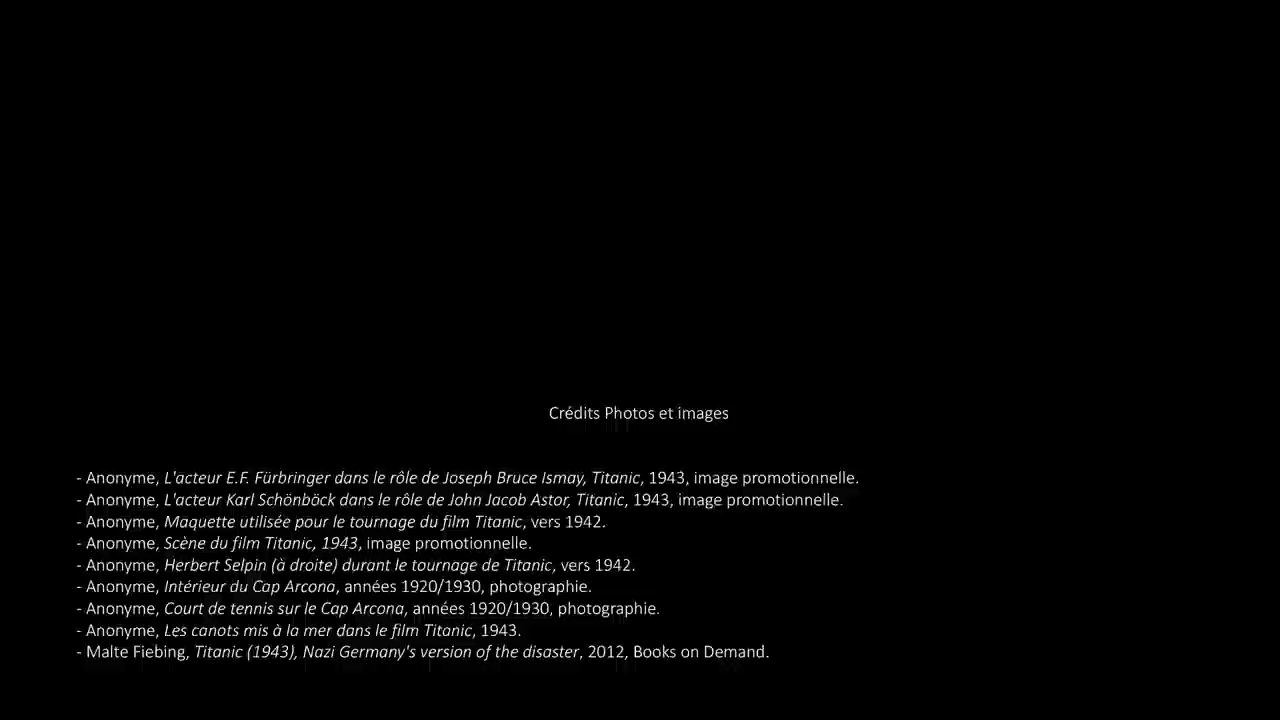 Crédits Photos et images
- Anonyme, L'acteur E.F. Fürbringer dans le rôle de Joseph Bruce Ismay, Titanic, 1943, image promotionnelle.
- Anonyme, L'acteur Karl Schönböck dans le rôle de John Jacob Astor, Titanic, 1943, image promotionnelle.
- Anonyme, Maquette utilisée pour le tournage du film Titanic, vers 1942.
- Anonyme, Scène du film Titanic, 1943, image promotionnelle.
- Anonyme, Herbert Selpin (à droite) durant le tournage de Titanic, vers 1942.
- Anonyme, Intérieur du Cap Arcona, années 1920/1930, photographie.
- Anonyme, Court de tennis sur le Cap Arcona, années 1920/1930, photographie.
- Anonyme, Les canots mis à la mer dans le film Titanic, 1943.
- Malte Fiebing, Titanic (1943), Nazi Germany's version of the disaster, 2012, Books on Demand.